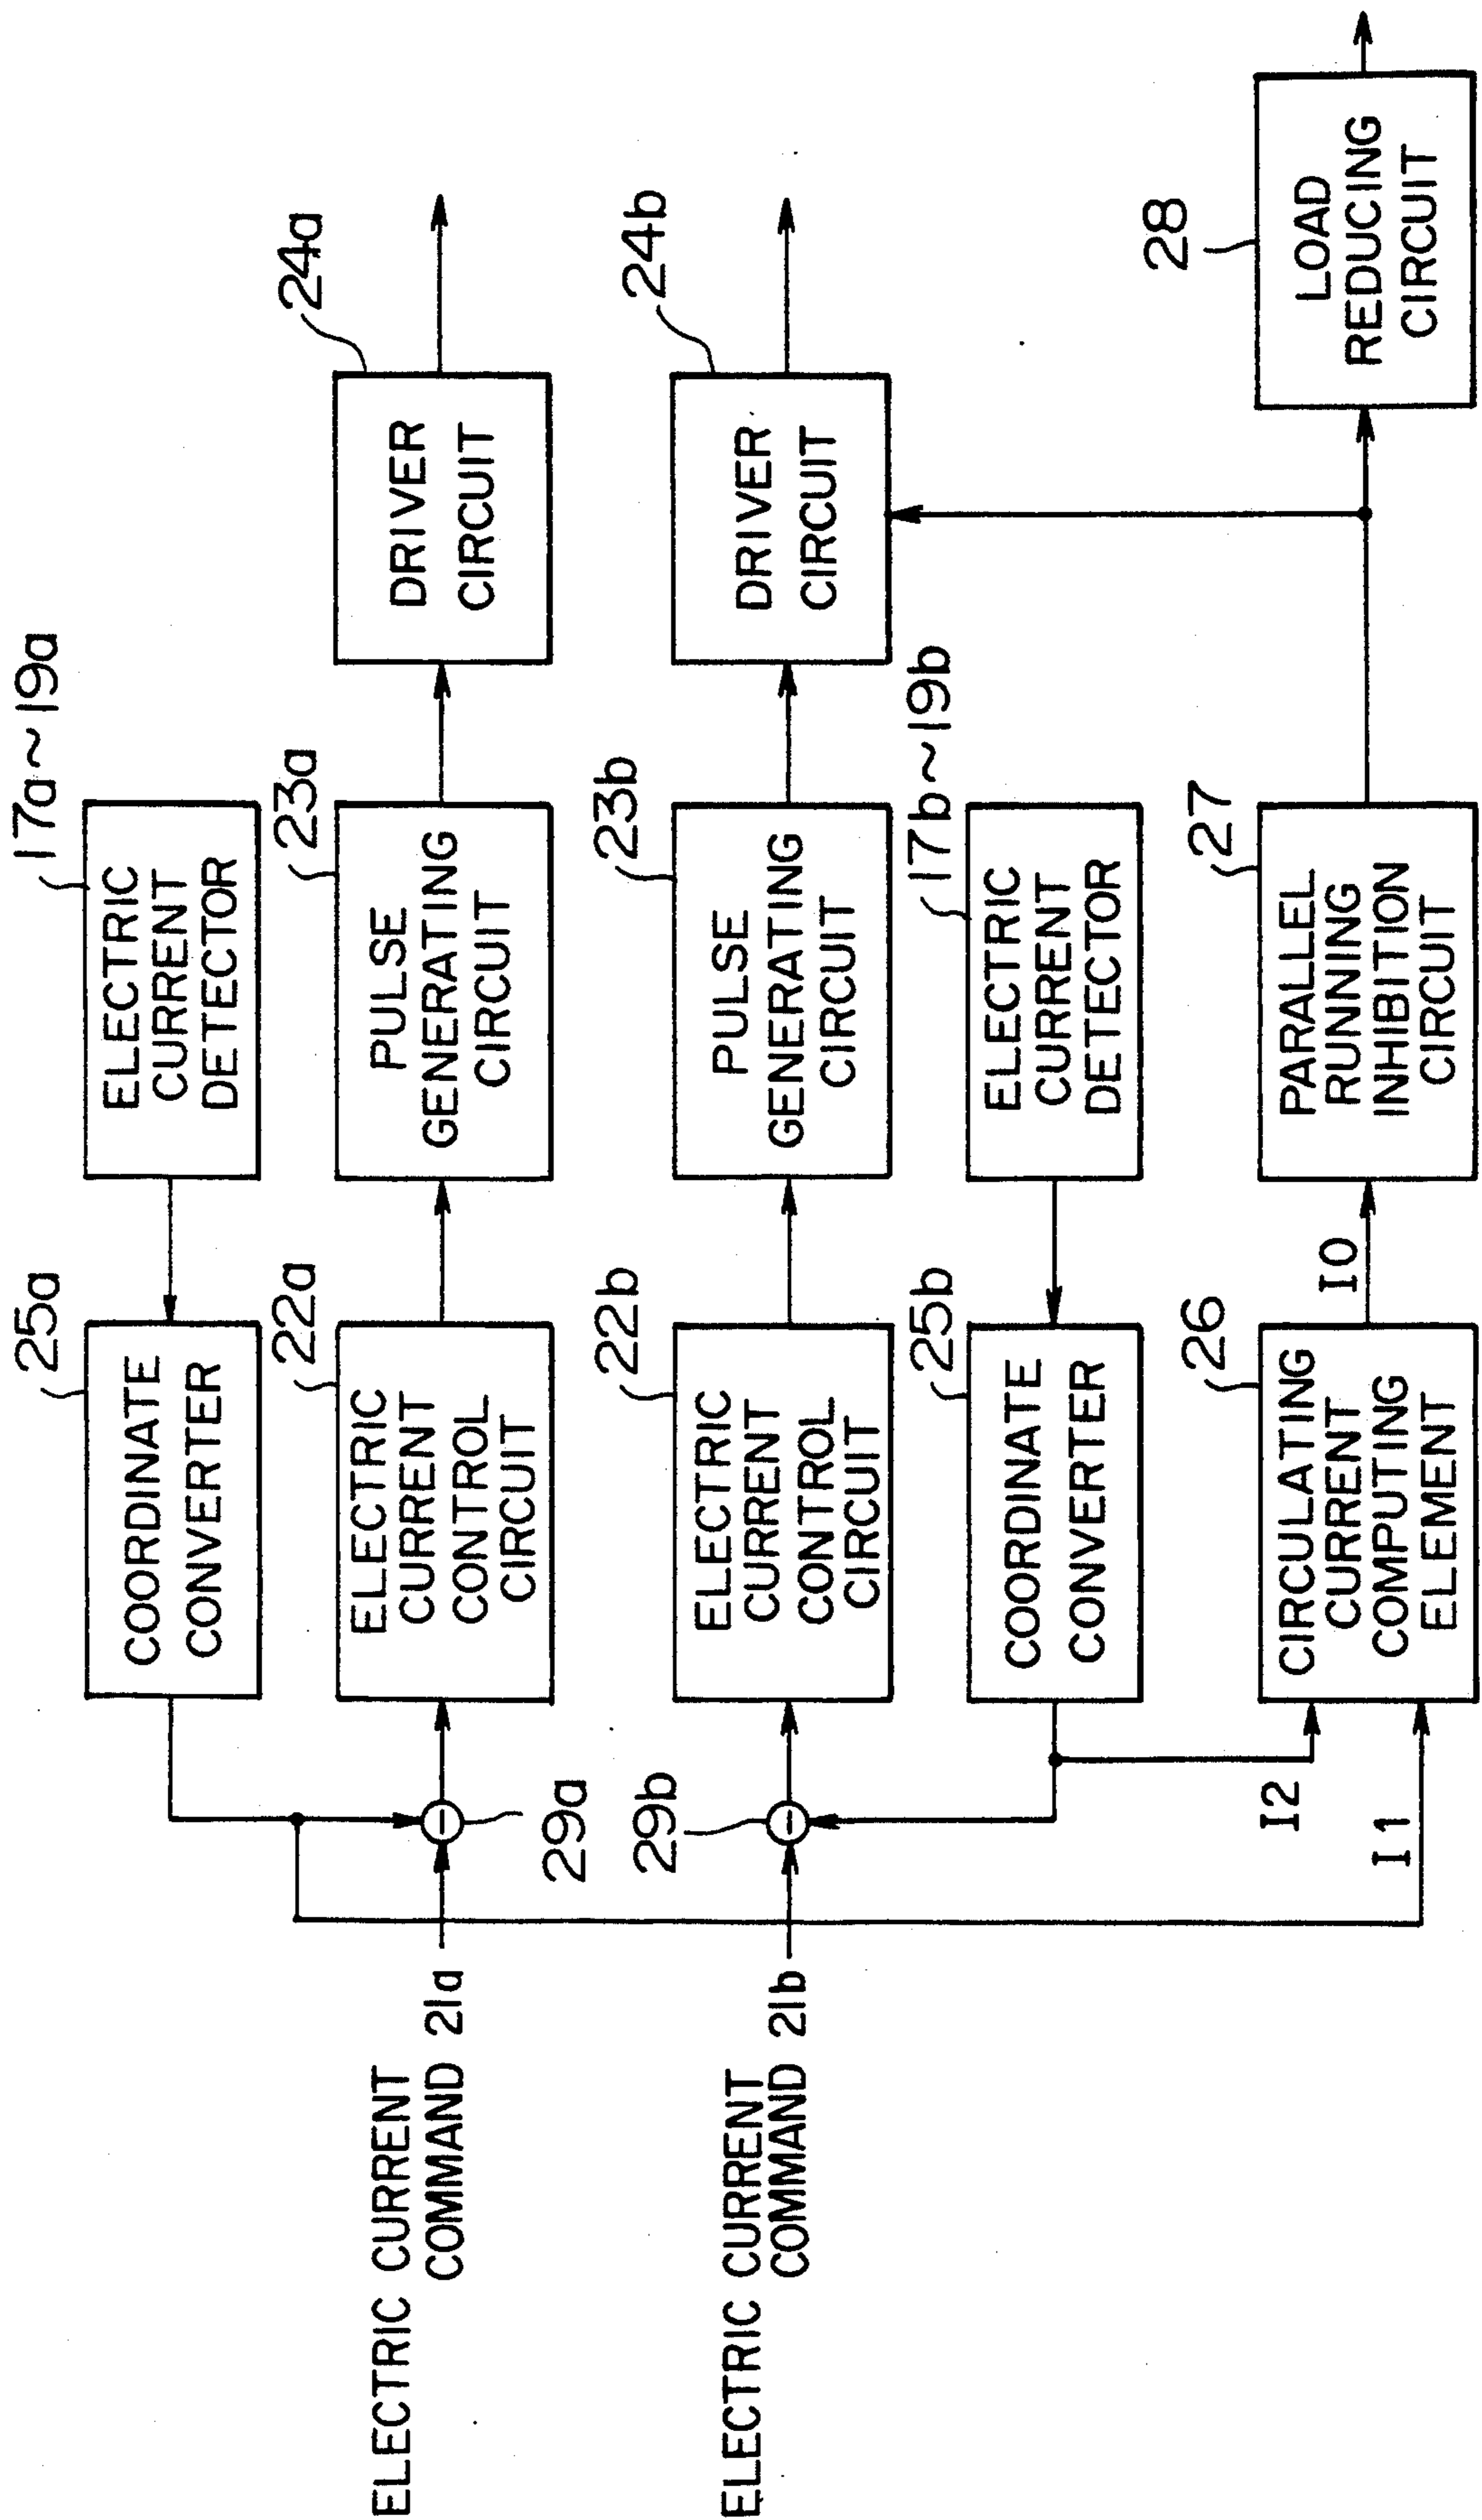 17a~19a
ELECTRIC
CURRENT
DETECTOR
25a
COORDINATE
CONVERTER
ELECTRIC CURRENT
COMMAND 21a
29a
22a
ELECTRIC
CURRENT
CONTROL
CIRCUIT
23a
PULSE
GENERATING
CIRCUIT
24a
DRIVER
CIRCUIT
ELECTRIC CURRENT
COMMAND 21b
29b
22b
ELECTRIC
CURRENT
CONTROL
CIRCUIT
23b
PULSE
GENERATING
CIRCUIT
24b
DRIVER
CIRCUIT
25b
COORDINATE
CONVERTER
17b~19b
ELECTRIC
CURRENT
DETECTOR
I2
I1
26
CIRCULATING
CURRENT
COMPUTING
ELEMENT
I0
27
PARALLEL
RUNNING
INHIBITION
CIRCUIT
28
LOAD
REDUCING
CIRCUIT